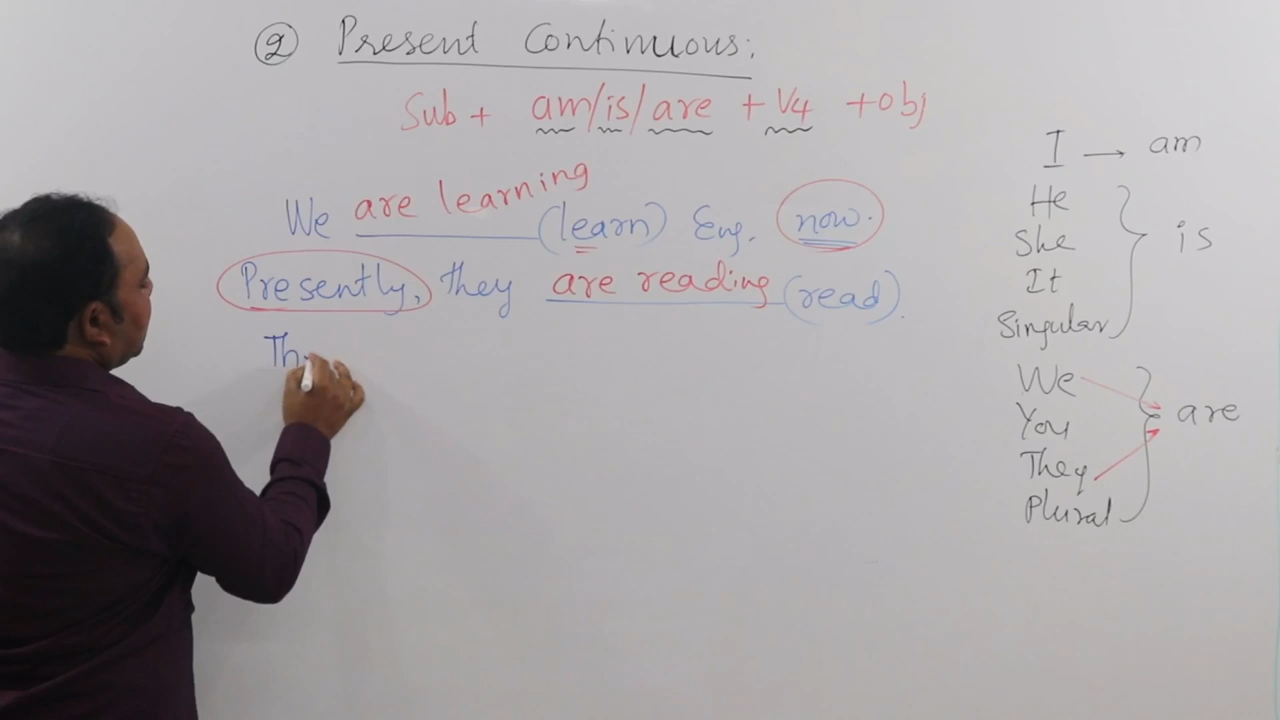 ② Present Continuous:
Sub + am/is/are + V4 + obj
We are learning (learn) Eng. now.
Presently, they are reading (read).
Th
I → am
He
She
It
Singular
is
We
You
They
Plural
are